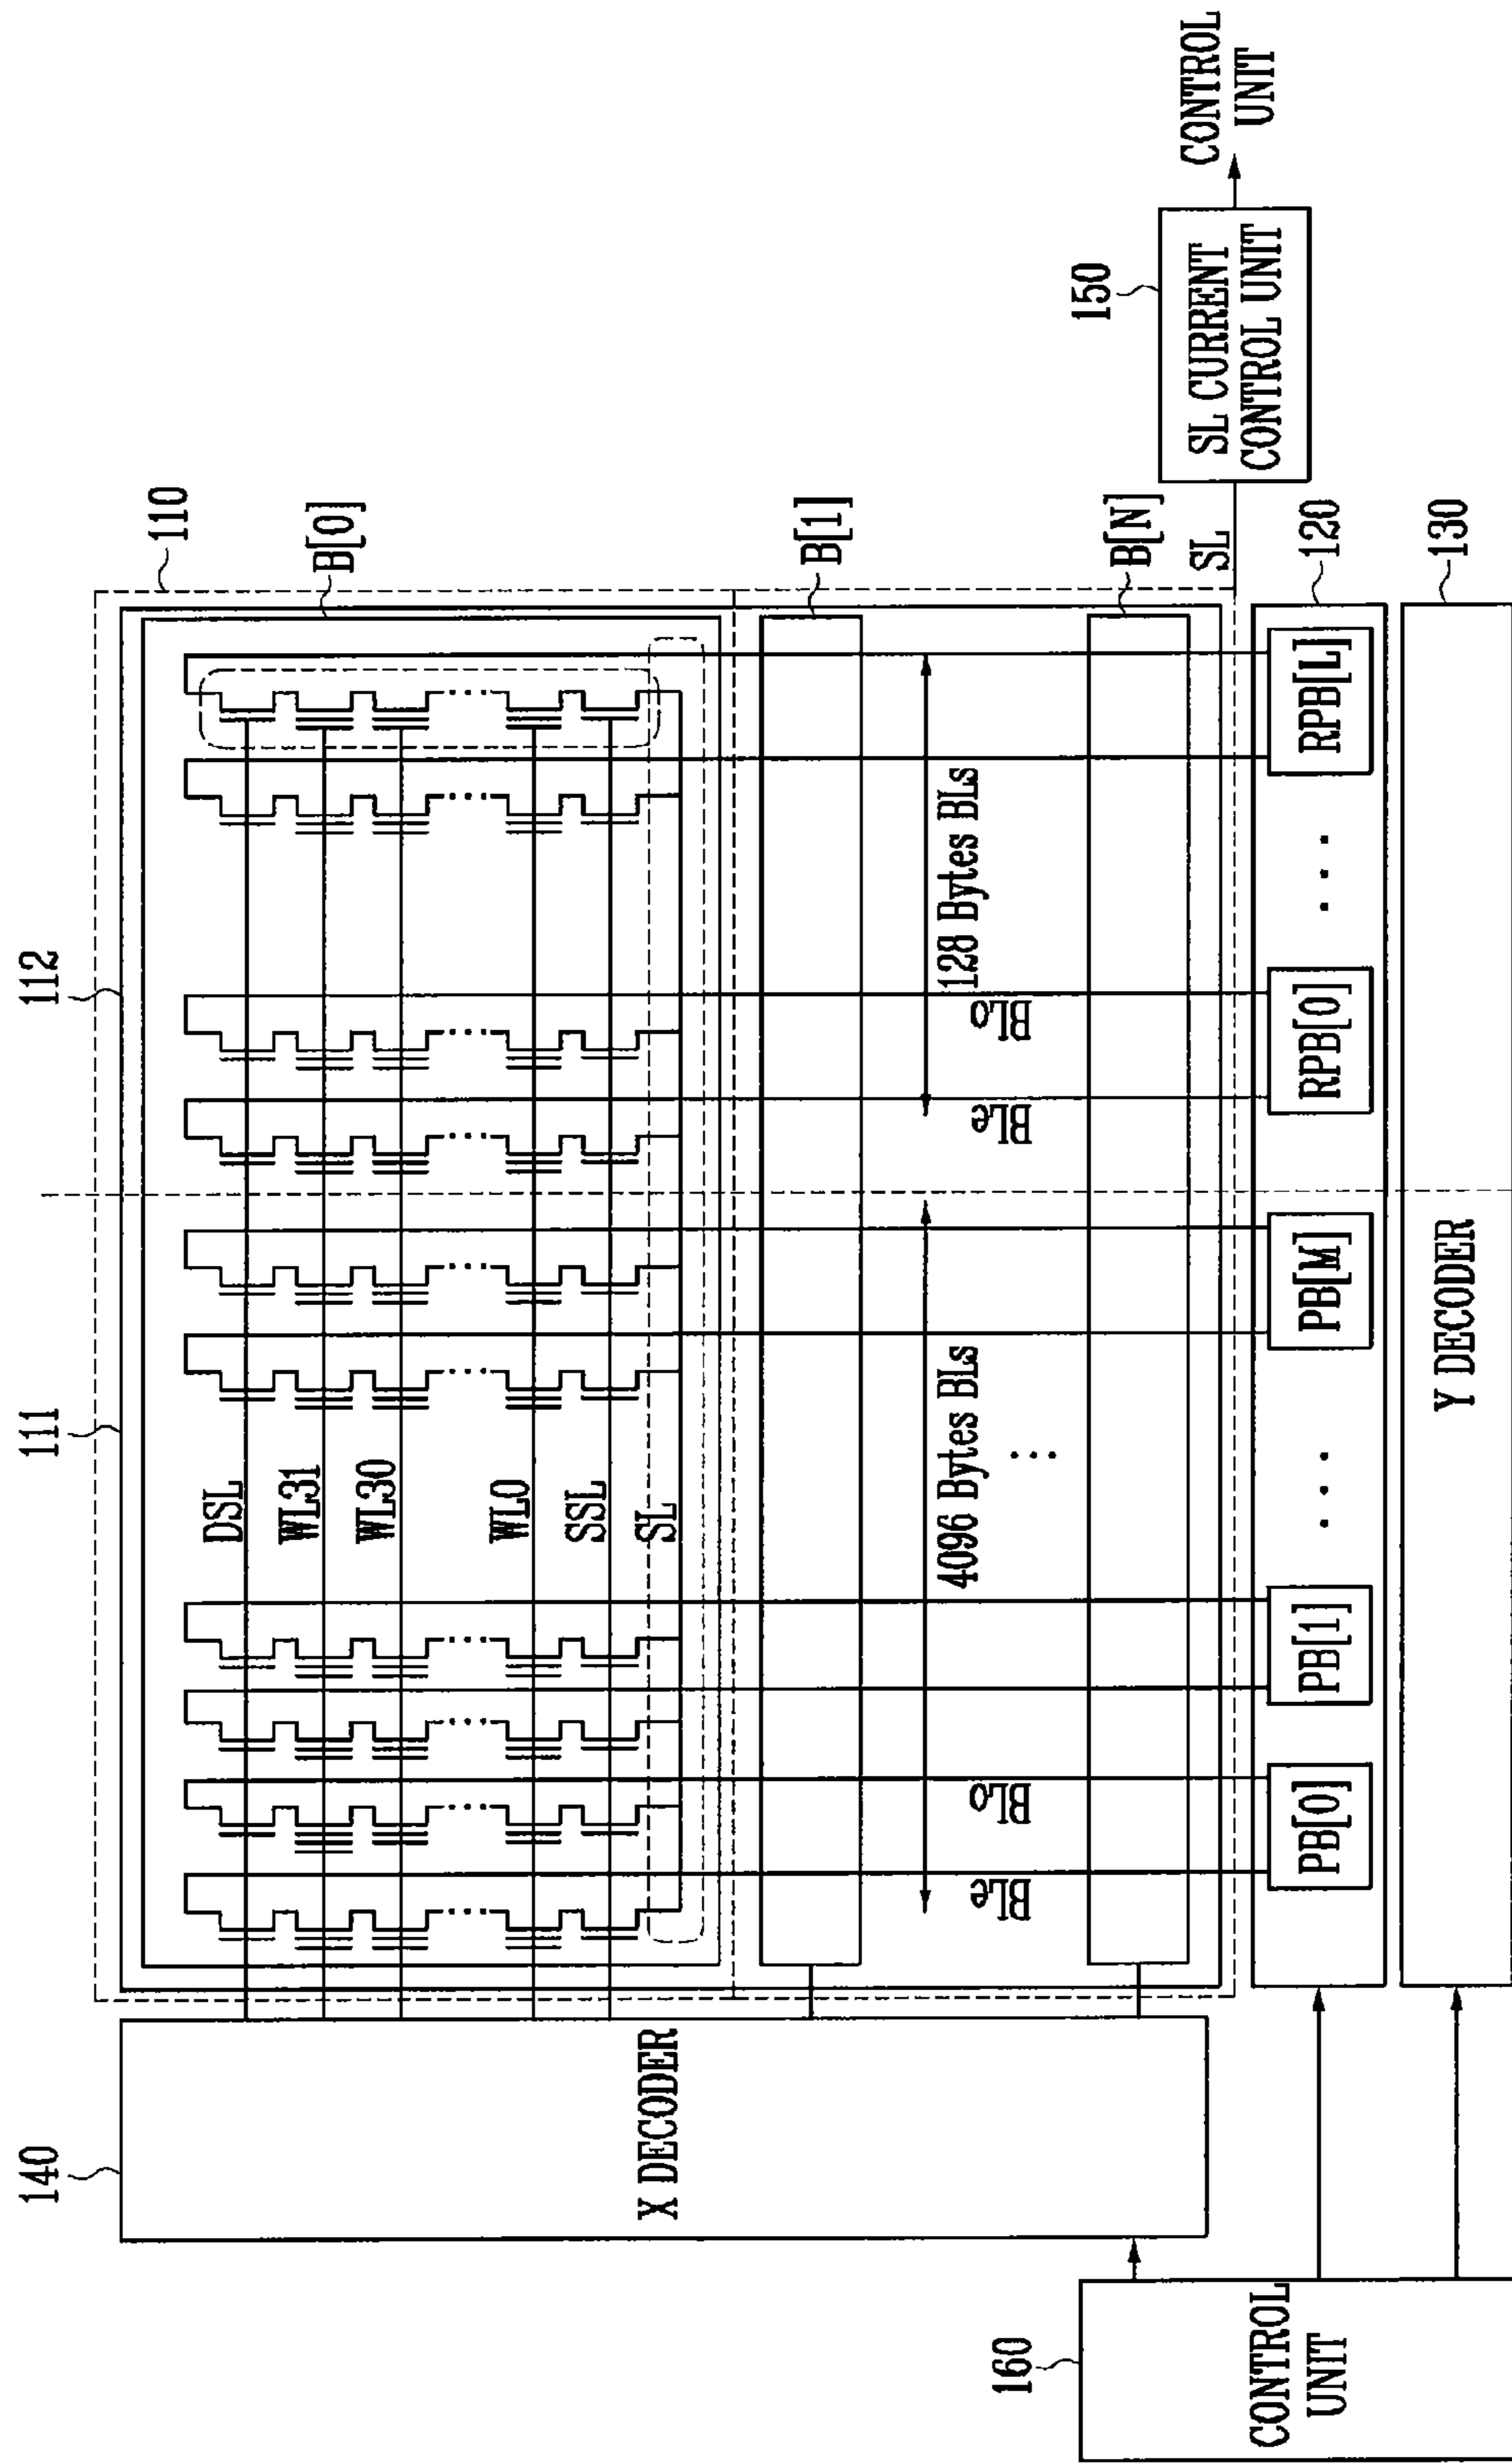 110
111
112
B[0]
DSL
WL31
WL30
WL0
SSL
SL
140
X DECODER
B[1]
4096 Bytes BLs
128 Bytes BLs
...
BLe
BLo
BLe
BLo
B[N]
SL
150
SL CURRENT
CONTROL UNIT
CONTROL
UNIT
160
CONTROL
UNIT
PB[0]
PB[1]
...
PB[M]
RPB[0]
...
RPB[L]
120
Y DECODER
130